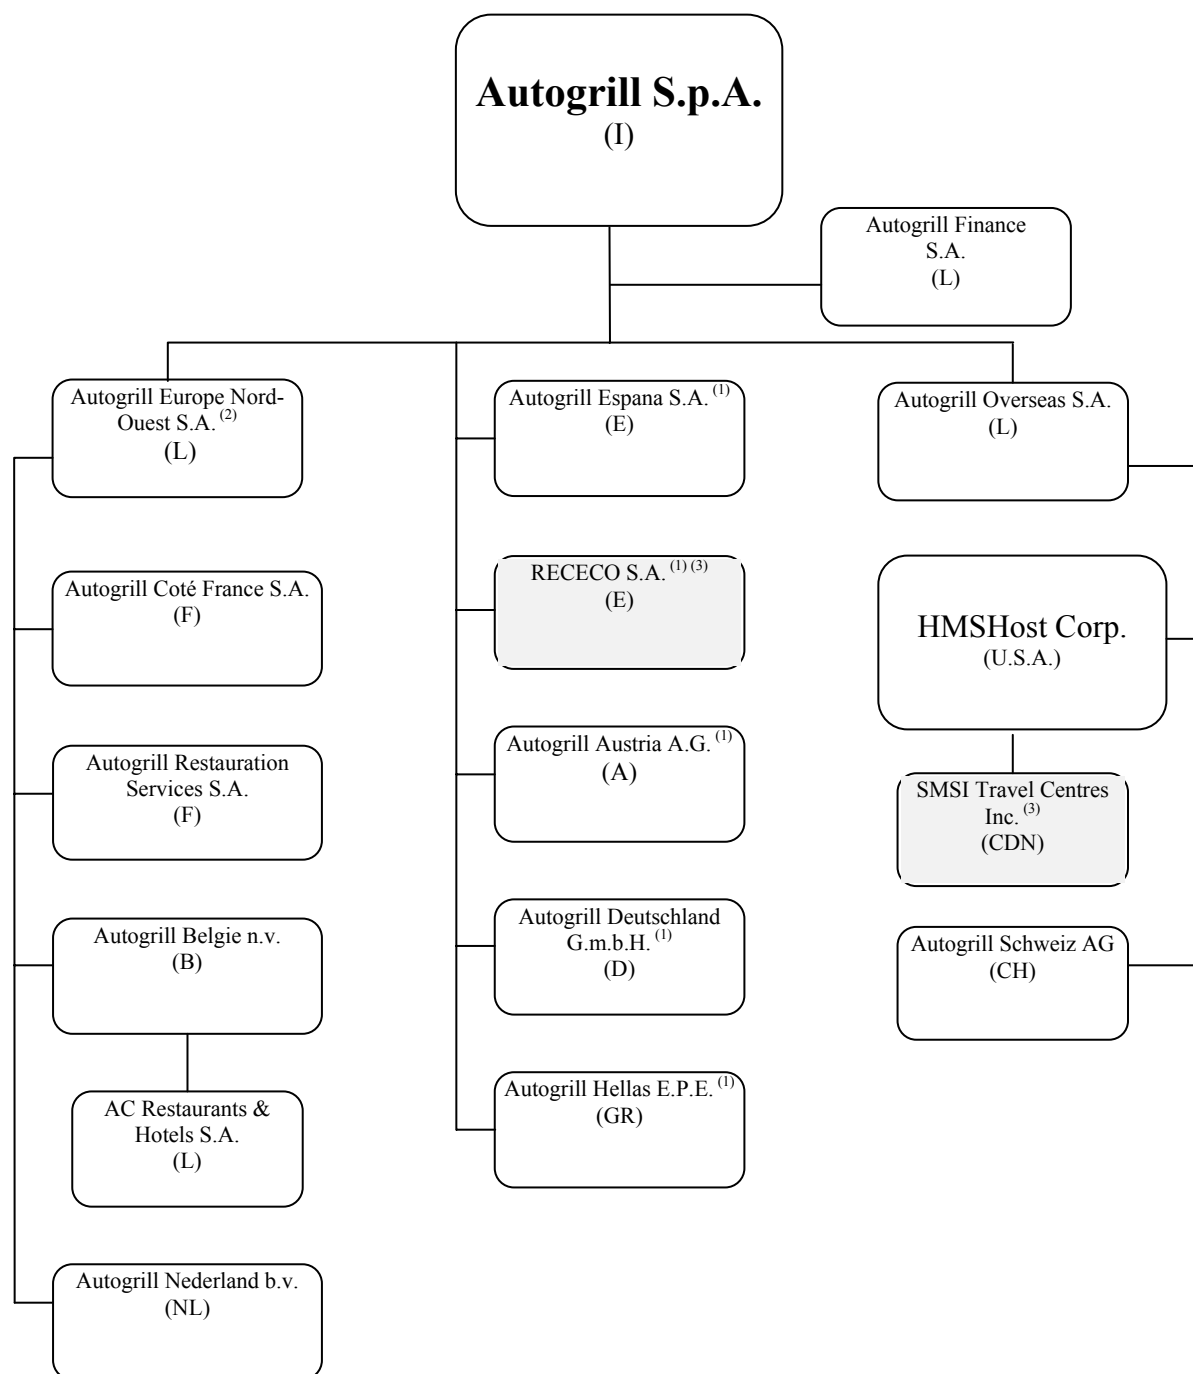 Autogrill S.p.A.
(I)
Autogrill Finance
S.A.
(L)
Autogrill Europe Nord-
Ouest S.A. (2)
(L)
Autogrill Coté France S.A.
(F)
Autogrill Restauration
Services S.A.
(F)
Autogrill Belgie n.v.
(B)
AC Restaurants &
Hotels S.A.
(L)
Autogrill Nederland b.v.
(NL)
Autogrill Espana S.A. (1)
(E)
RECECO S.A. (1) (3)
(E)
Autogrill Austria A.G. (1)
(A)
Autogrill Deutschland
G.m.b.H. (1)
(D)
Autogrill Hellas E.P.E. (1)
(GR)
Autogrill Overseas S.A.
(L)
HMSHost Corp.
(U.S.A.)
SMSI Travel Centres
Inc. (3)
(CDN)
Autogrill Schweiz AG
(CH)